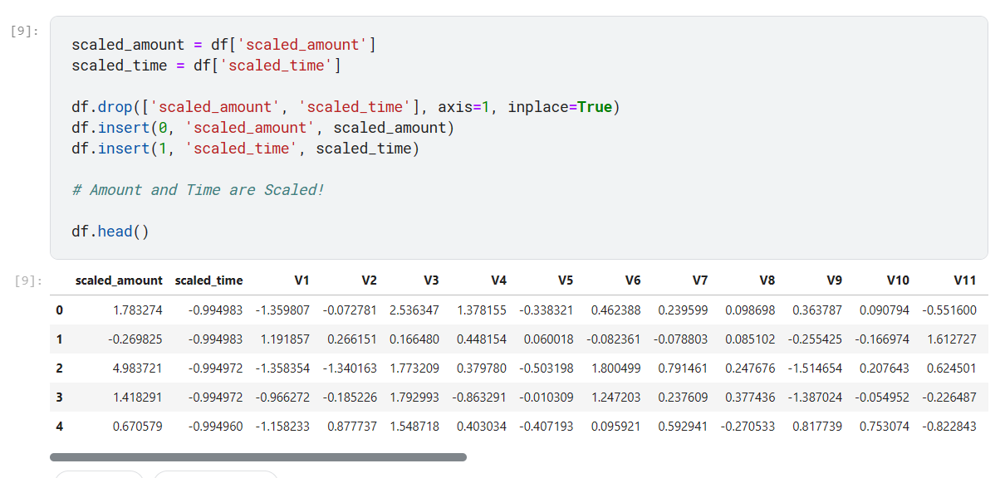 [9]:
scaled_amount = df['scaled_amount']
scaled_time = df['scaled_time']
df.drop(['scaled_amount', 'scaled_time'], axis=1, inplace=True)
df.insert(0, 'scaled_amount', scaled_amount)
df.insert(1, 'scaled_time', scaled_time)
# Amount and Time are Scaled!
df.head()
[9]:
scaled_amount scaled_time V1 V2 V3 V4 V5 V6 V7 V8 V9 V10 V11
0 1.783274 -0.994983 -1.359807 -0.072781 2.536347 1.378155 -0.338321 0.462388 0.239599 0.098698 0.363787 0.090794 -0.551600
1 -0.269825 -0.994983 1.191857 0.266151 0.166480 0.448154 0.060018 -0.082361 -0.078803 0.085102 -0.255425 -0.166974 1.612727
2 4.983721 -0.994972 -1.358354 -1.340163 1.773209 0.379780 -0.503198 1.800499 0.791461 0.247676 -1.514654 0.207643 0.624501
3 1.418291 -0.994972 -0.966272 -0.185226 1.792993 -0.863291 -0.010309 1.247203 0.237609 0.377436 -1.387024 -0.054952 -0.226487
4 0.670579 -0.994960 -1.158233 0.877737 1.548718 0.403034 -0.407193 0.095921 0.592941 -0.270533 0.817739 0.753074 -0.822843